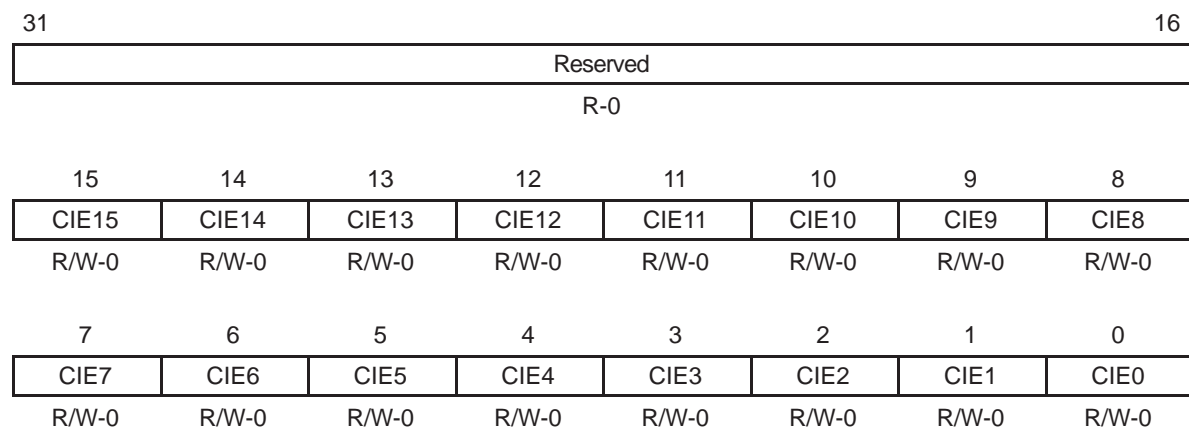 31 16
Reserved
R-0
15 14 13 12 11 10 9 8
CIE15 CIE14 CIE13 CIE12 CIE11 CIE10 CIE9 CIE8
R/W-0 R/W-0 R/W-0 R/W-0 R/W-0 R/W-0 R/W-0 R/W-0
7 6 5 4 3 2 1 0
CIE7 CIE6 CIE5 CIE4 CIE3 CIE2 CIE1 CIE0
R/W-0 R/W-0 R/W-0 R/W-0 R/W-0 R/W-0 R/W-0 R/W-0